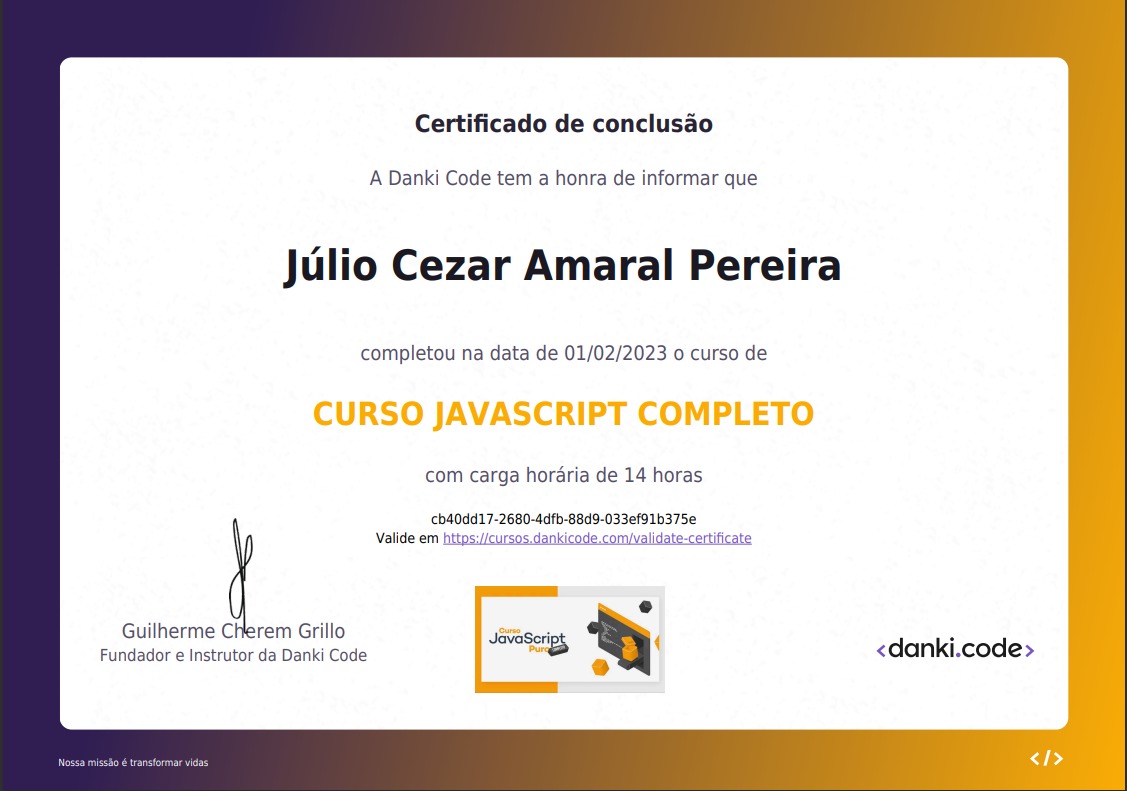 Certificado de conclusão
A Danki Code tem a honra de informar que
Júlio Cezar Amaral Pereira
completou na data de 01/02/2023 o curso de
CURSO JAVASCRIPT COMPLETO
com carga horária de 14 horas
cb40dd17-2680-4dfb-88d9-033ef91b375e
Valide em https://cursos.dankicode.com/validate-certificate
Guilherme Cherem Grillo
Fundador e Instrutor da Danki Code
Curso
JavaScript
Puro
<danki.code>
Nossa missão é transformar vidas
</>